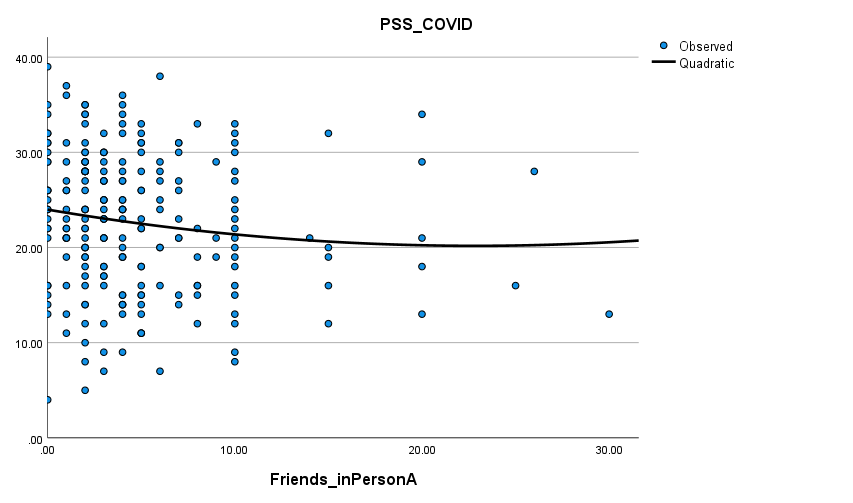 PSS_COVID
Observed
Quadratic
40.00
30.00
20.00
10.00
.00
.00 10.00 20.00 30.00
Friends_inPersonA